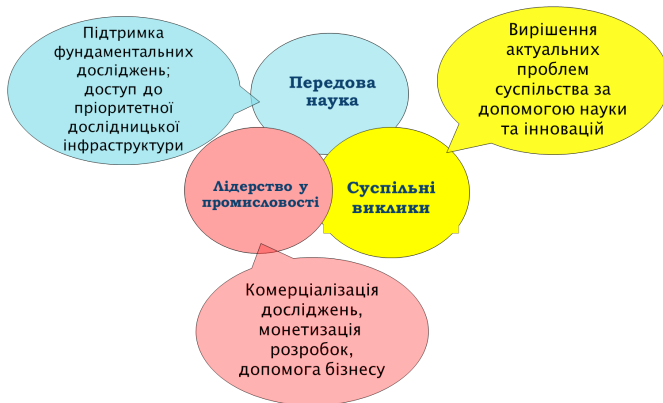 Підтримка
фундаментальних
досліджень;
доступ до
пріоритетної
дослідницької
інфраструктури
Передова
наука
Вирішення
актуальних
проблем
суспільства за
допомогою науки
та інновацій
Лідерство у
промисловості
Суспільні
виклики
Комерціалізація
досліджень,
монетизація
розробок,
допомога бізнесу